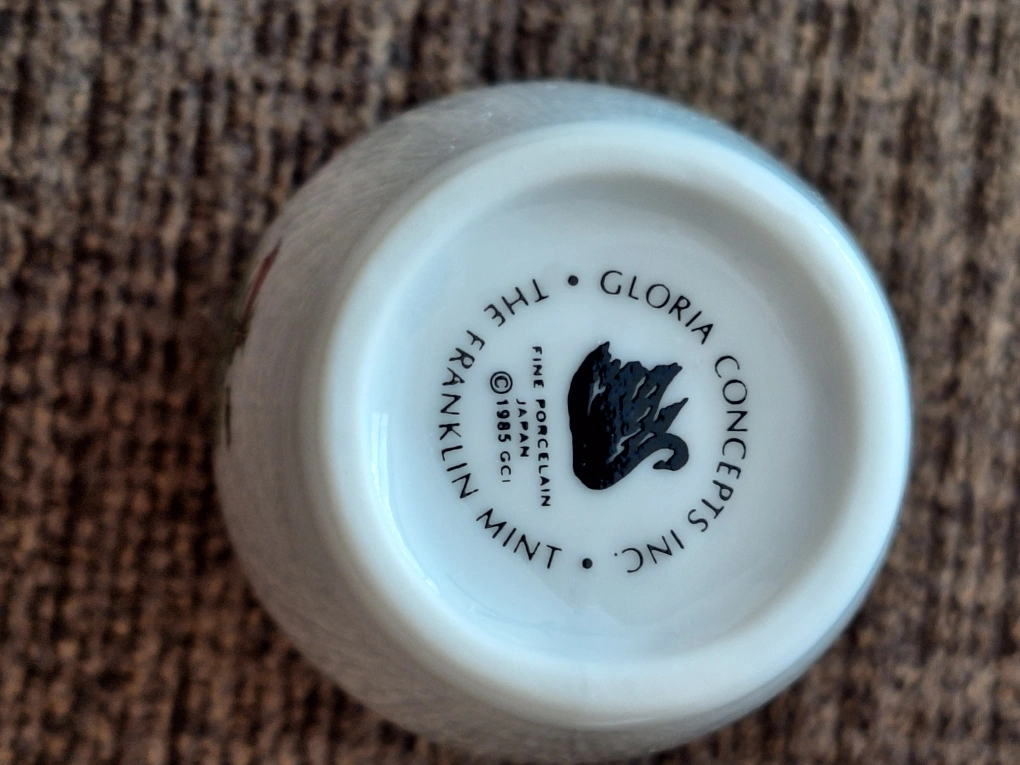 GLORIA CONCEPTS INC.
FINE PORCELAIN
JAPAN
©1985 GCI
• THE FRANKLIN MINT •